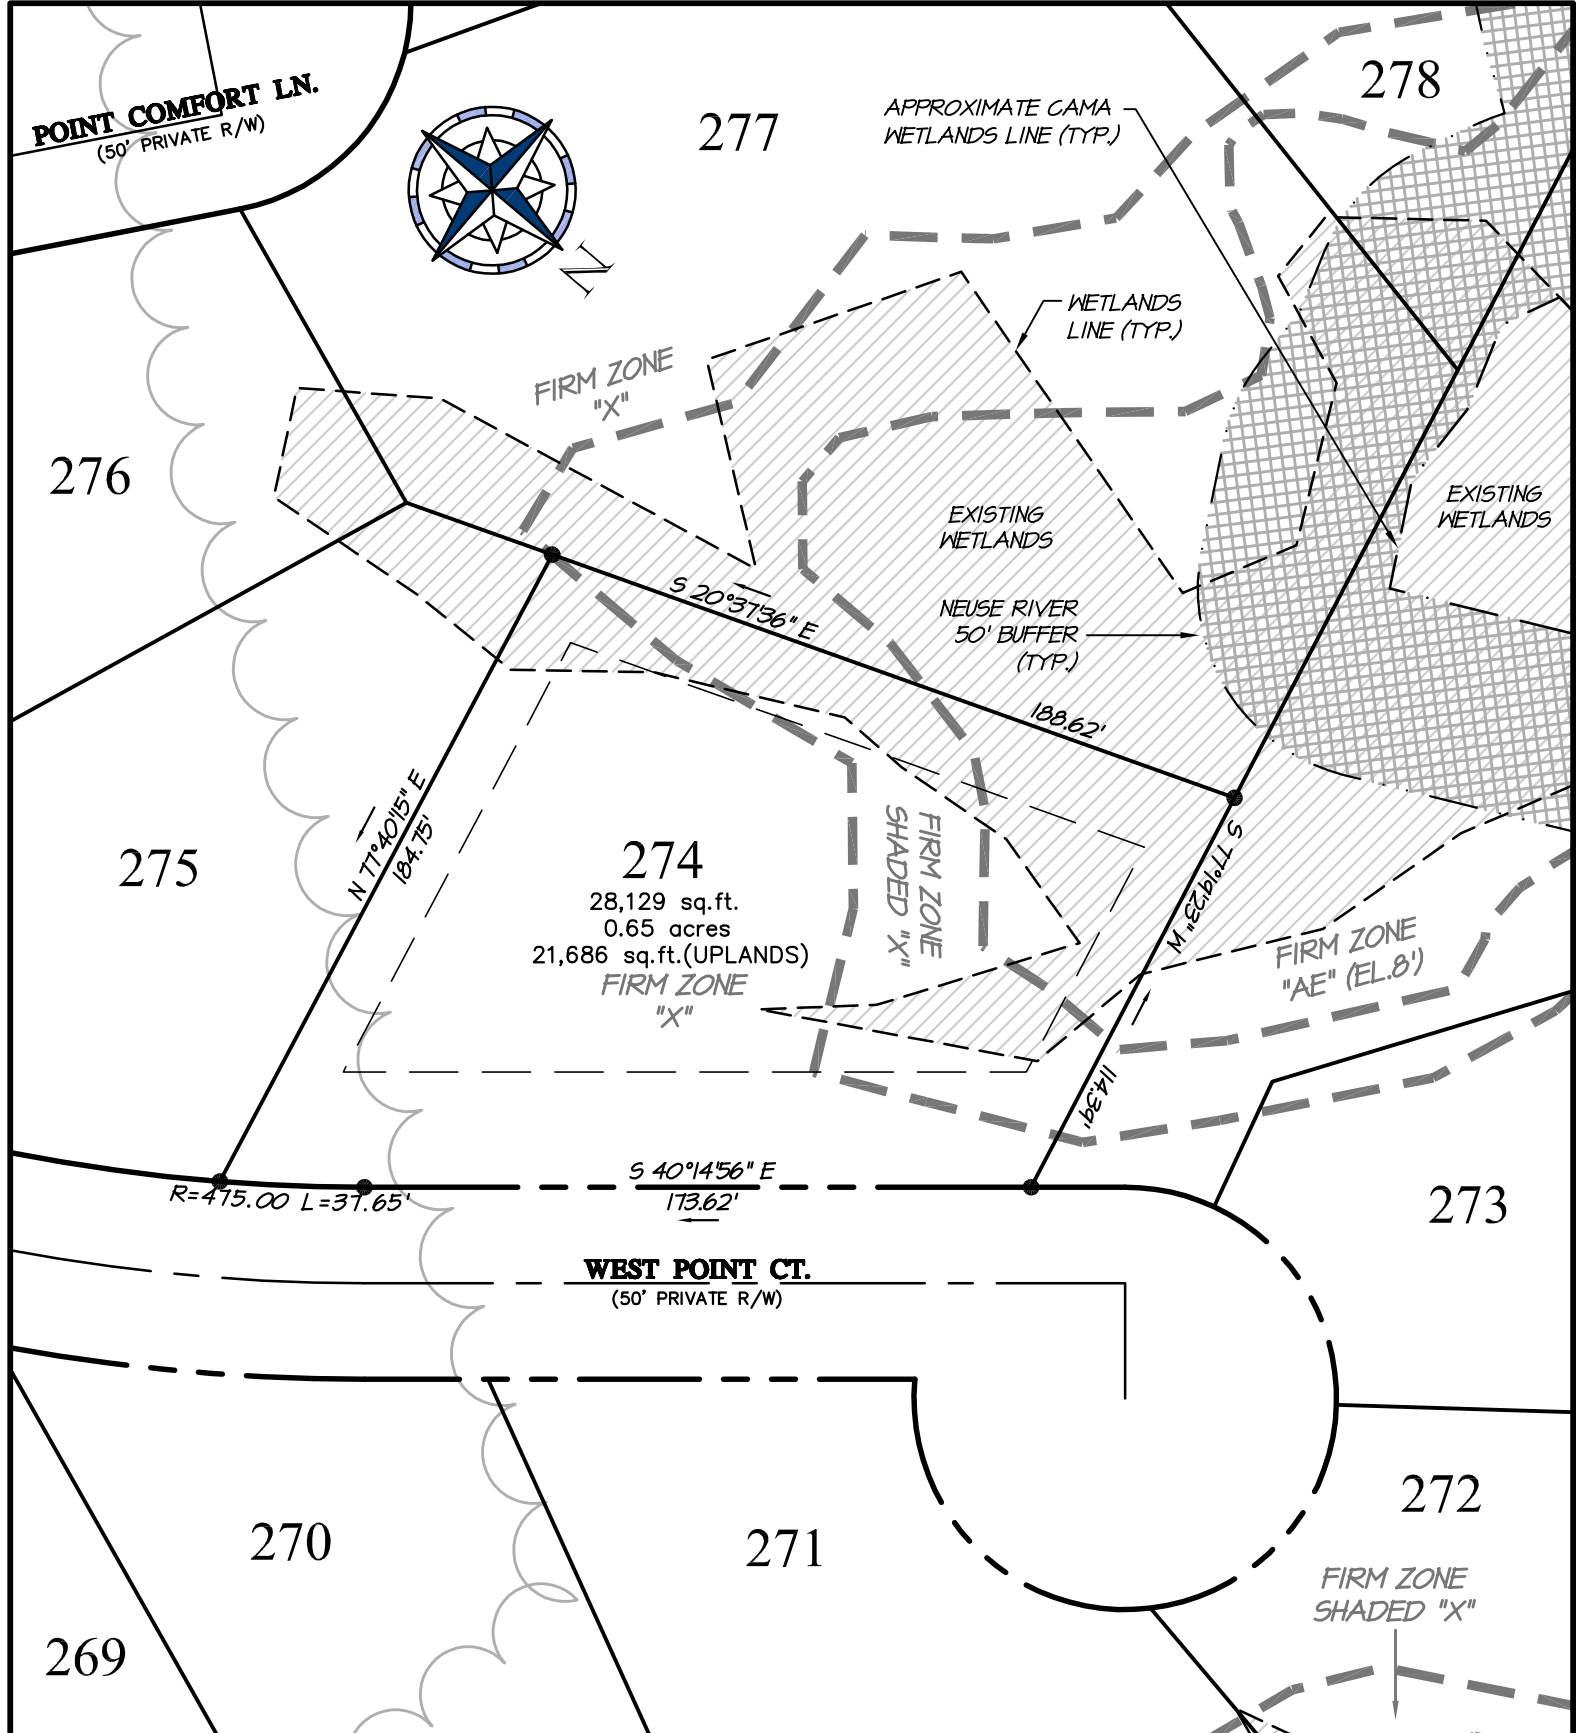 POINT COMFORT LN.
(50' PRIVATE R/W)
277
278
APPROXIMATE CAMA
WETLANDS LINE (TYP.)
N
WETLANDS
LINE (TYP.)
FIRM ZONE
"X"
276
EXISTING
WETLANDS
EXISTING
WETLANDS
S 20°37'36" E
188.62'
NEUSE RIVER
50' BUFFER
(TYP.)
275
N 77°40'15" E
184.75'
274
28,129 sq.ft.
0.65 acres
21,686 sq.ft.(UPLANDS)
FIRM ZONE
"X"
FIRM ZONE
SHADED "X"
S 77°19'23" W
114.39'
FIRM ZONE
"AE" (EL.8')
R=475.00 L=37.65'
S 40°14'56" E
173.62'
273
WEST POINT CT.
(50' PRIVATE R/W)
272
270
271
FIRM ZONE
SHADED "X"
269